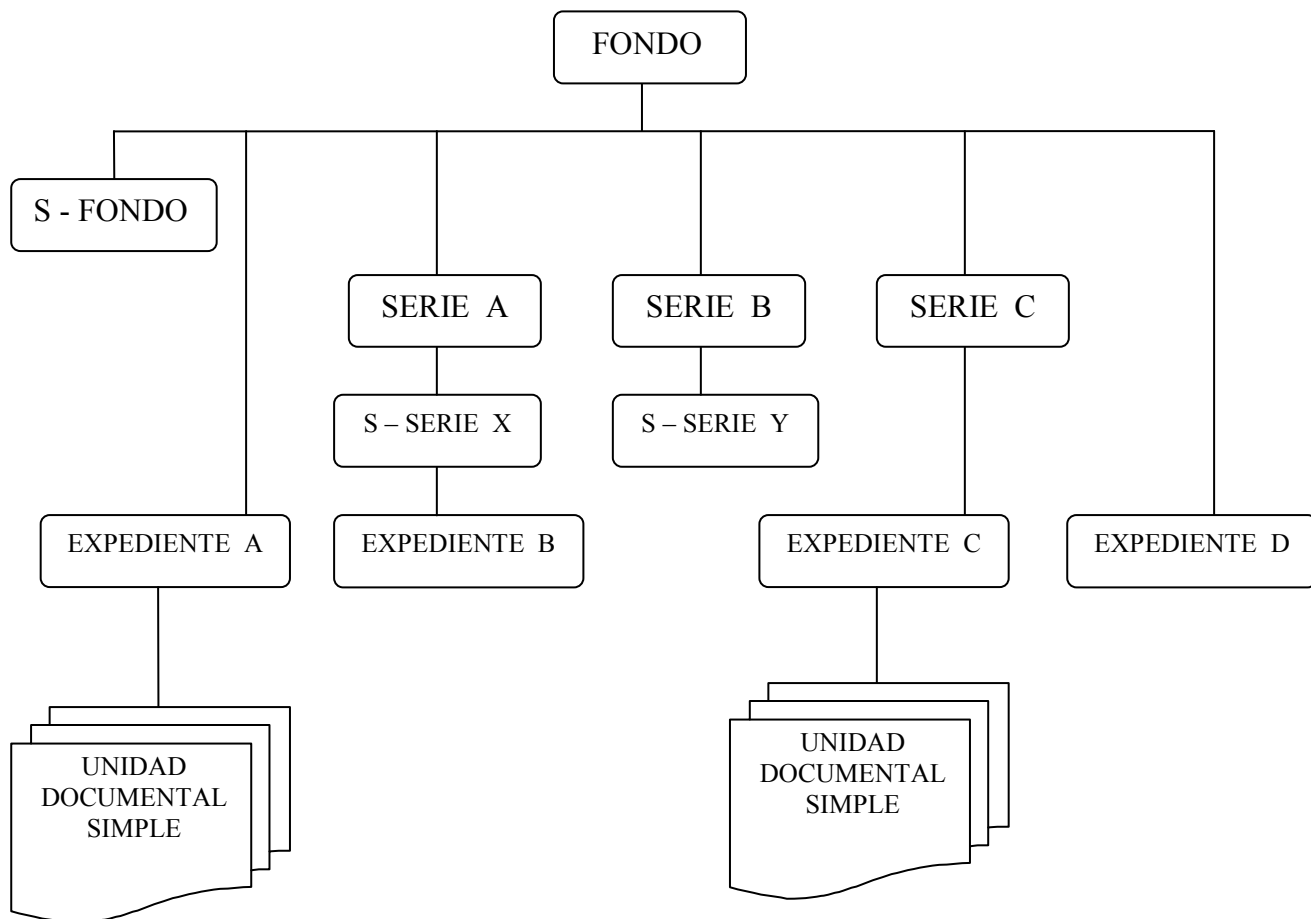 FONDO
S - FONDO
SERIE A
SERIE B
SERIE C
S – SERIE X
S – SERIE Y
EXPEDIENTE A
EXPEDIENTE B
EXPEDIENTE C
EXPEDIENTE D
UNIDAD
DOCUMENTAL
SIMPLE
UNIDAD
DOCUMENTAL
SIMPLE